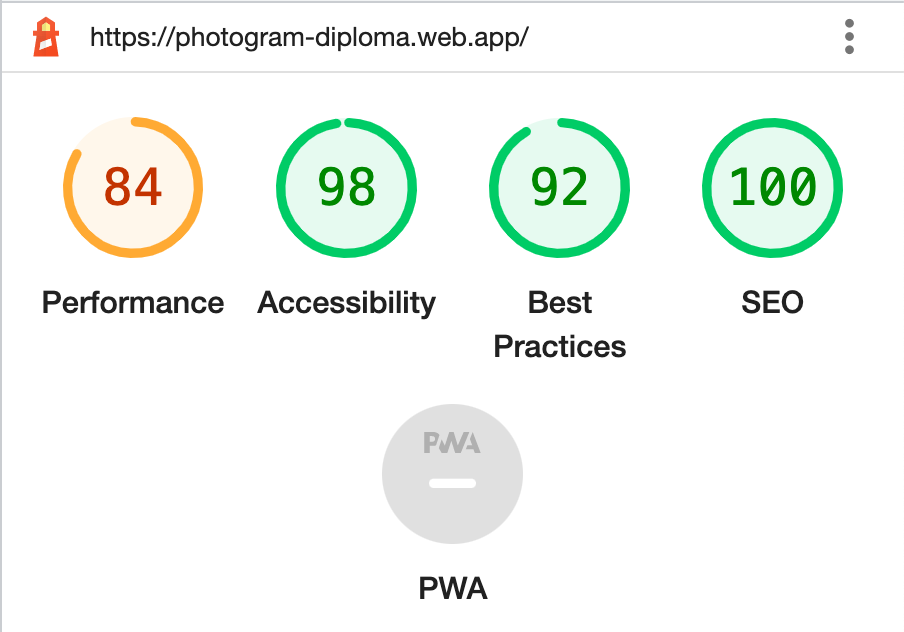 https://photogram-diploma.web.app/
84 98 92 100
Performance Accessibility Best Practices SEO
PWA
PWA